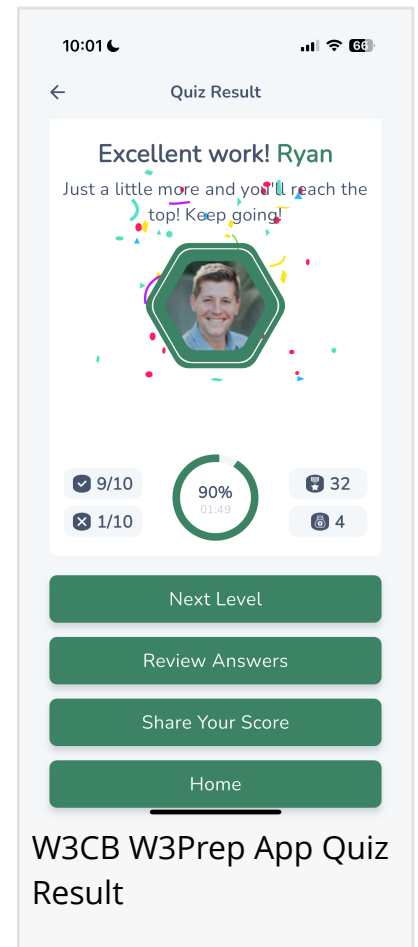 10:01
66
Quiz Result
Excellent work! Ryan
Just a little more and you'll reach the
top! Keep going!
9/10
90%
01:49
32
1/10
4
Next Level
Review Answers
Share Your Score
Home
W3CB W3Prep App Quiz
Result